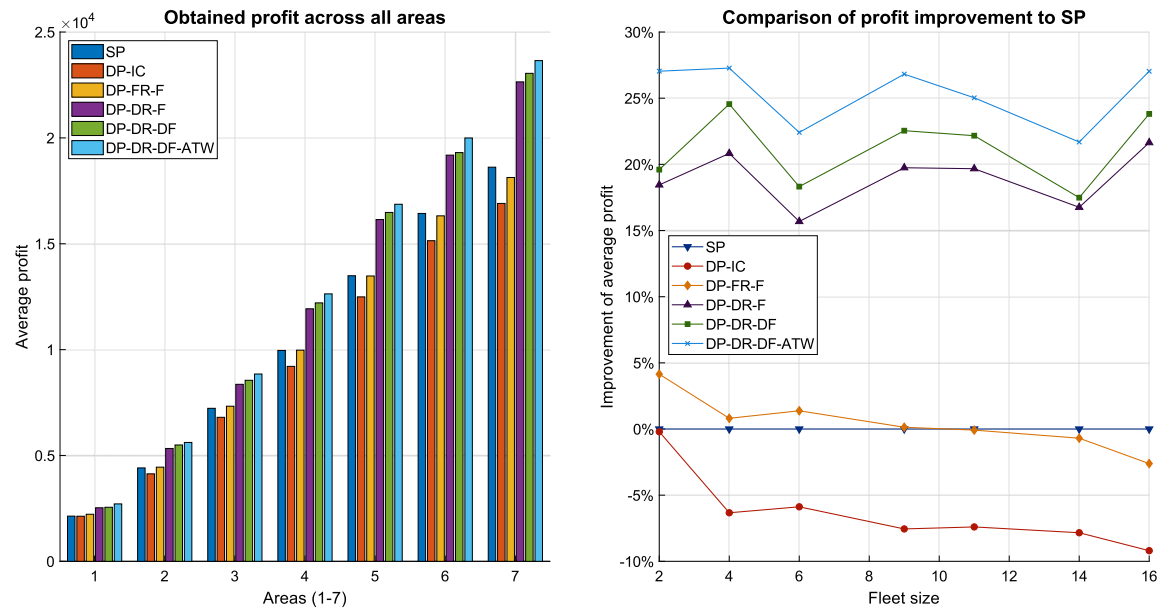 Obtained profit across all areas
×10⁴
2.5
2
1.5
1
0.5
0
Average profit
SP
DP-IC
DP-FR-F
DP-DR-F
DP-DR-DF
DP-DR-DF-ATW
1 2 3 4 5 6 7
Areas (1-7)
Comparison of profit improvement to SP
30%
25%
20%
15%
10%
5%
0%
-5%
-10%
Improvement of average profit
SP
DP-IC
DP-FR-F
DP-DR-F
DP-DR-DF
DP-DR-DF-ATW
2 4 6 8 10 12 14 16
Fleet size